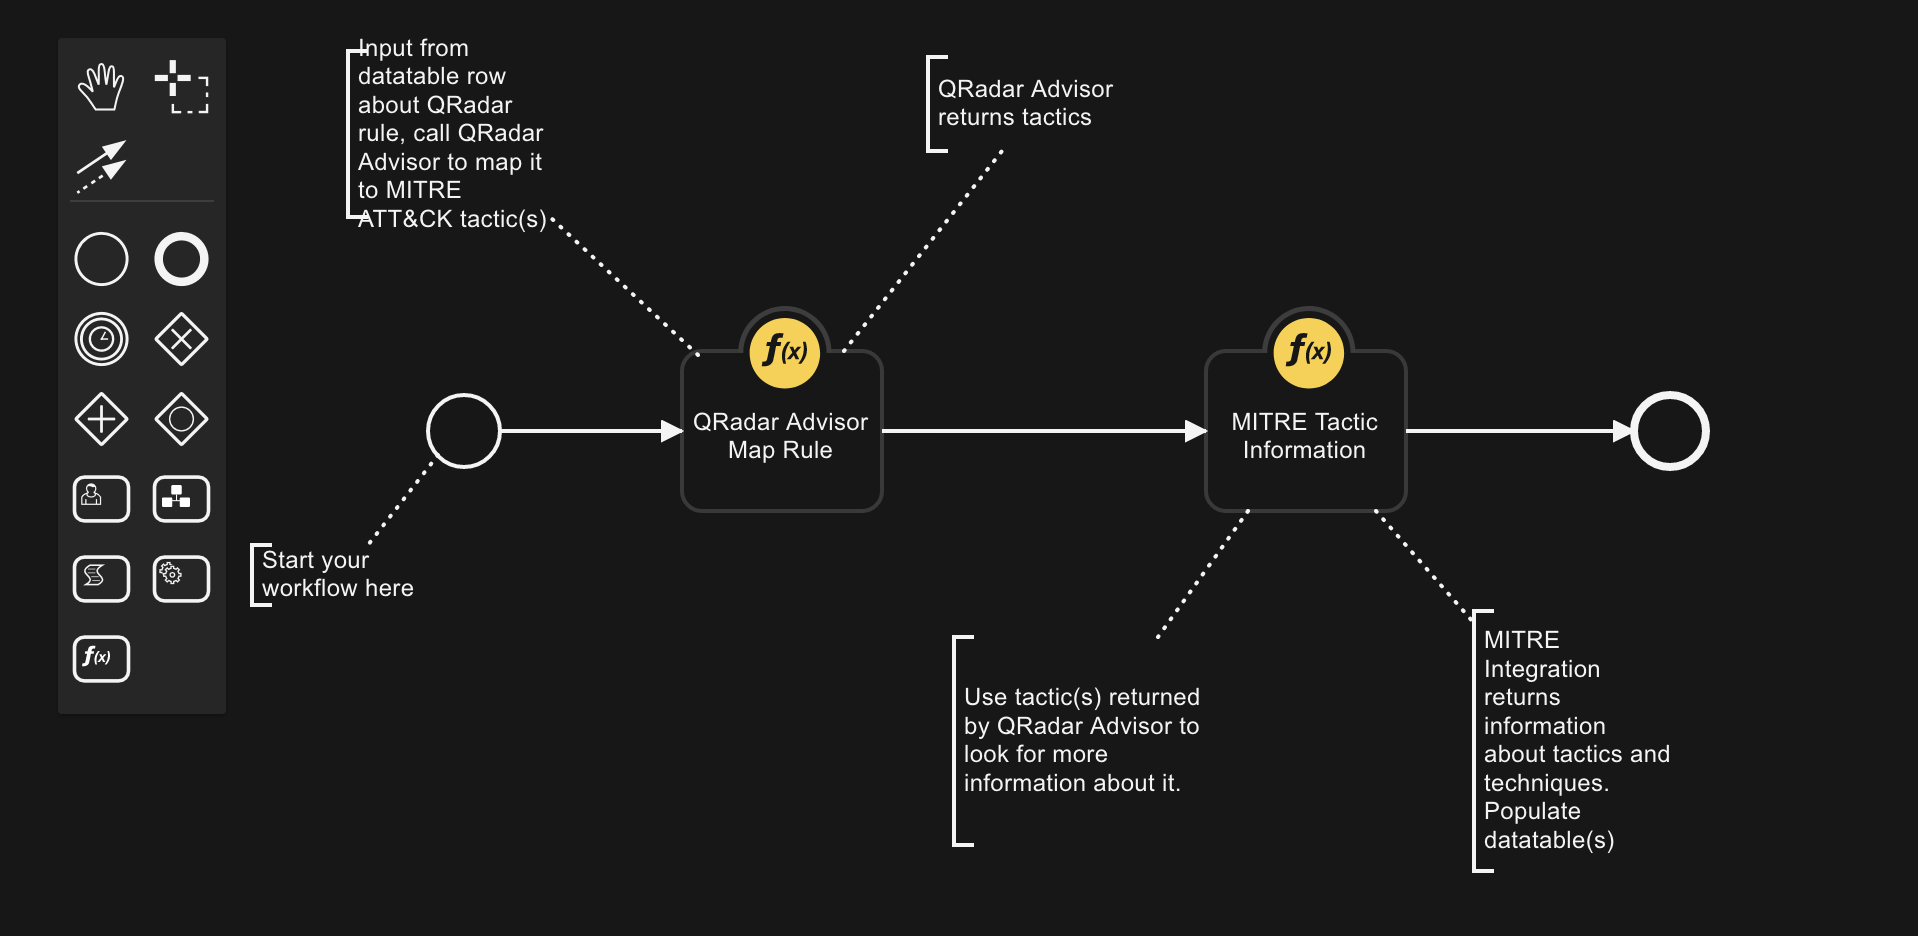 Input from
datatable row
about QRadar
rule, call QRadar
Advisor to map it
to MITRE
ATT&CK tactic(s)
QRadar Advisor
returns tactics
f(x)
f(x)
QRadar Advisor
Map Rule
MITRE Tactic
Information
Start your
workflow here
f(x)
Use tactic(s) returned
by QRadar Advisor to
look for more
information about it.
MITRE
Integration
returns
information
about tactics and
techniques.
Populate
datatable(s)